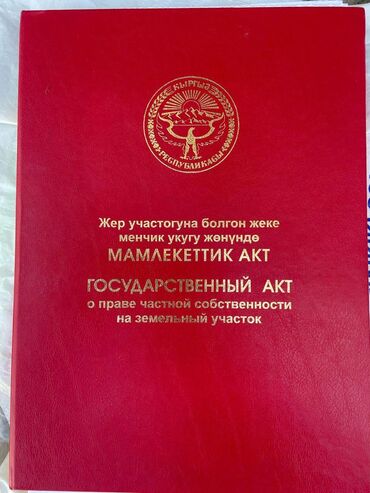 КЫРГЫЗ
РЕСПУБЛИКАСЫ
Жер участогуна болгон жеке
менчик укугу жөнүндө
МАМЛЕКЕТТИК АКТ
ГОСУДАРСТВЕННЫЙ АКТ
о праве частной собственности
на земельный участок